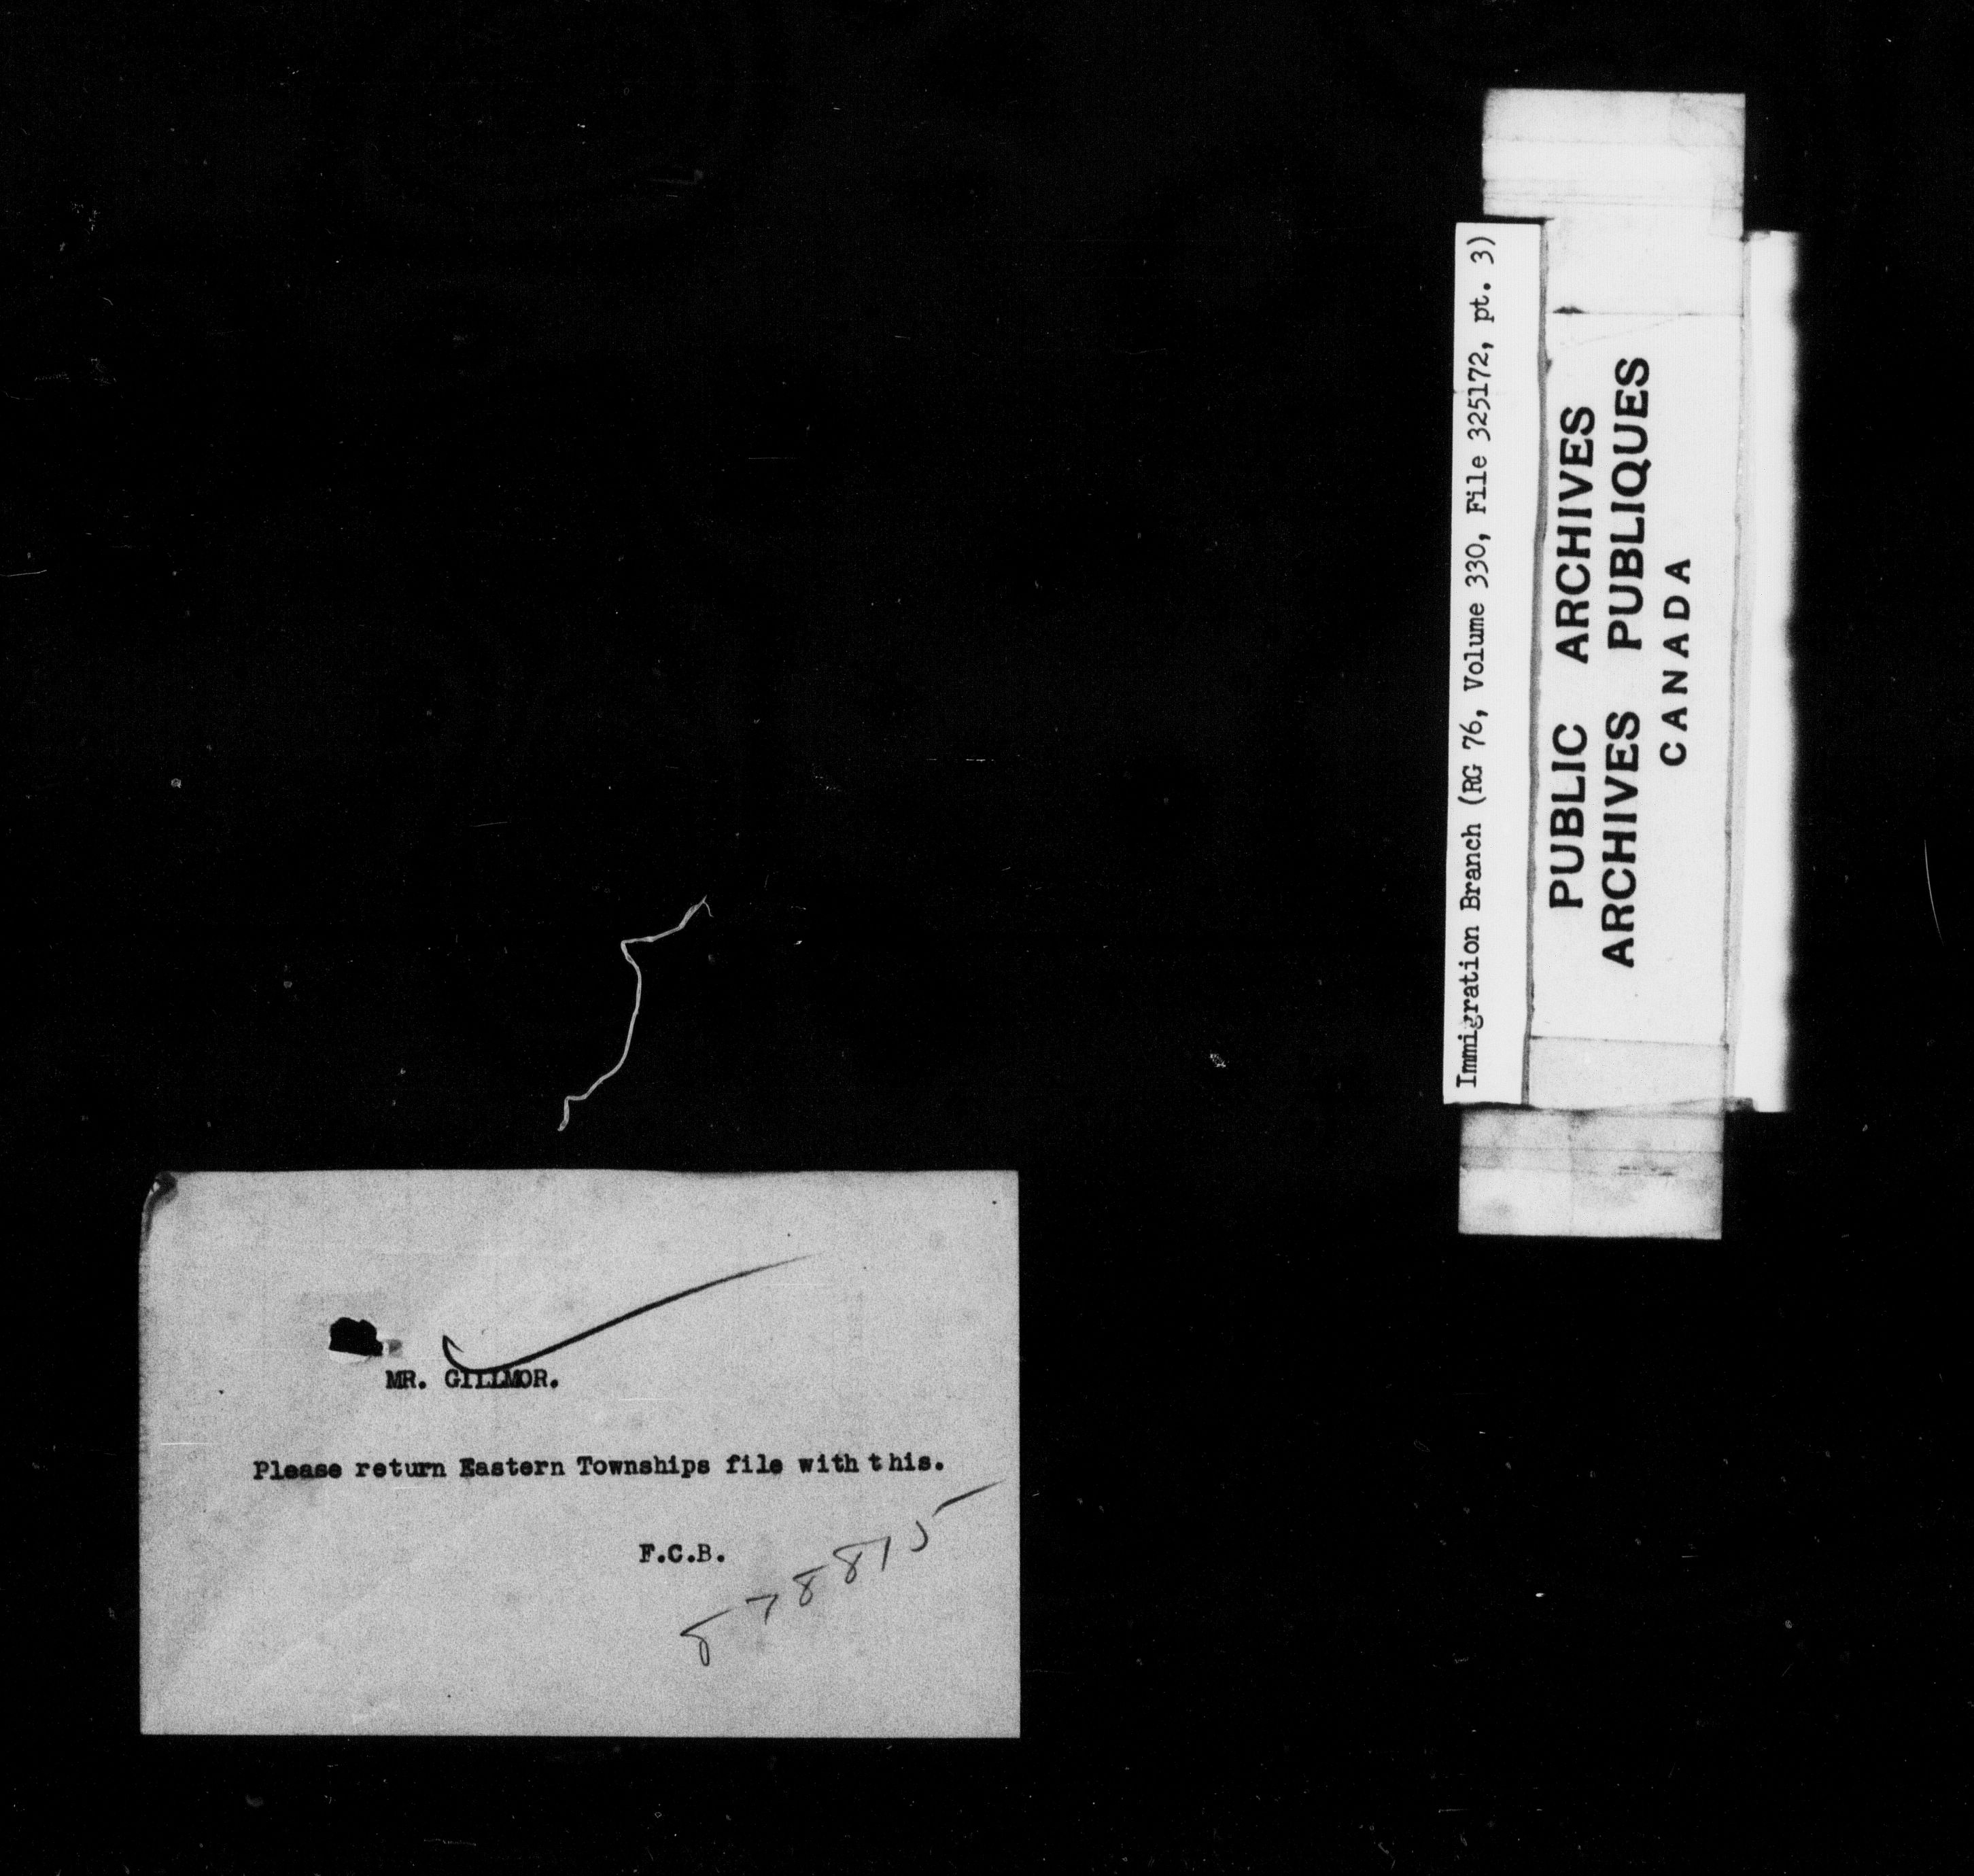 Immigration Branch (RG 76, Volume 330, File 325172, pt. 3)
PUBLIC ARCHIVES
ARCHIVES PUBLIQUES
CANADA
MR. GILLMOR.
Please return Eastern Townships file with this.
F.C.B.
578815